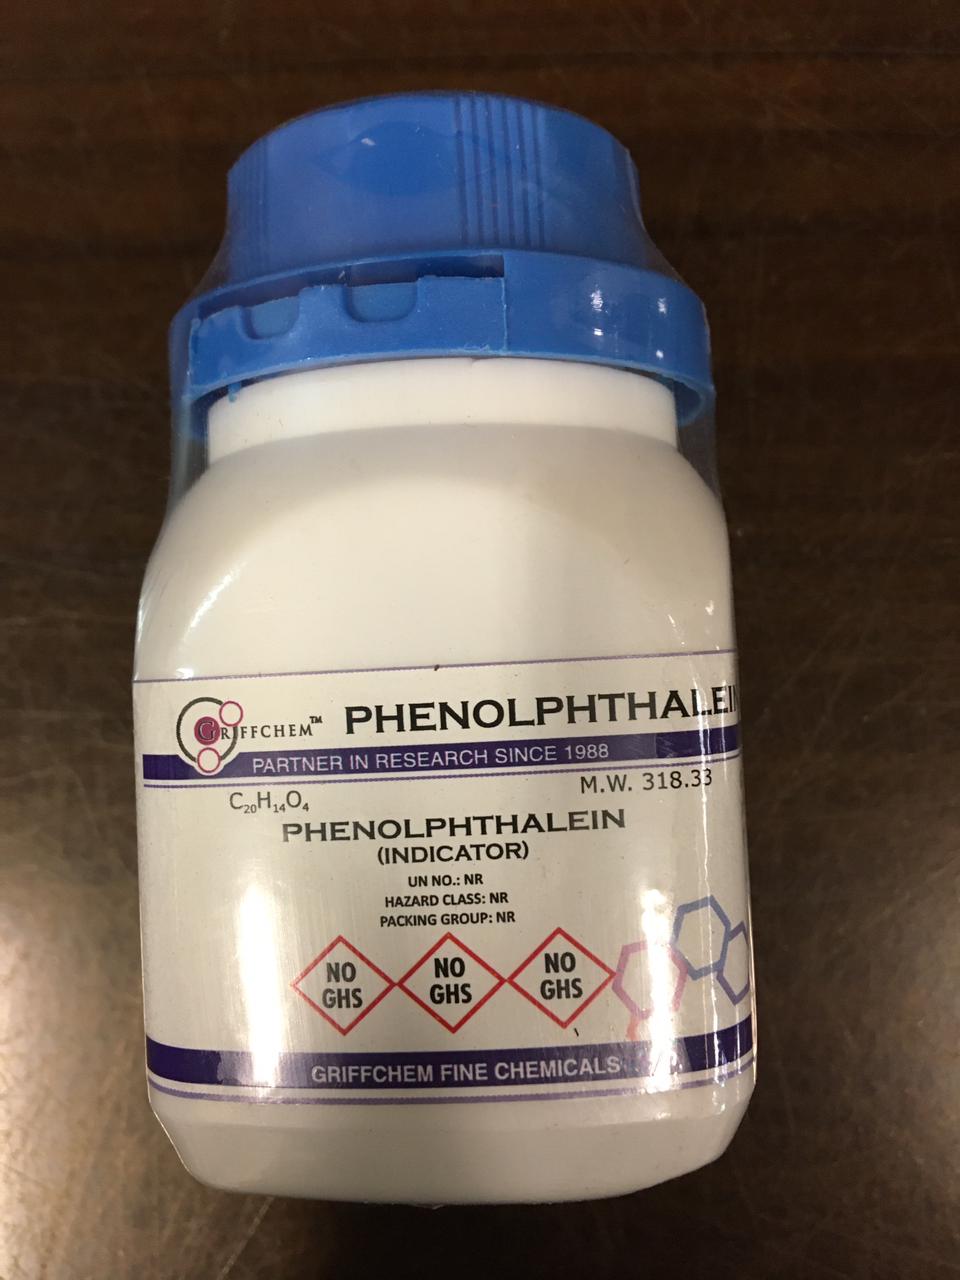 GRIFFCHEM™ PHENOLPHTHALEIN
PARTNER IN RESEARCH SINCE 1988
C₂₀H₁₄O₄ M.W. 318.33
PHENOLPHTHALEIN
(INDICATOR)
UN NO.: NR
HAZARD CLASS: NR
PACKING GROUP: NR
NO NO NO
GHS GHS GHS
GRIFFCHEM FINE CHEMICALS